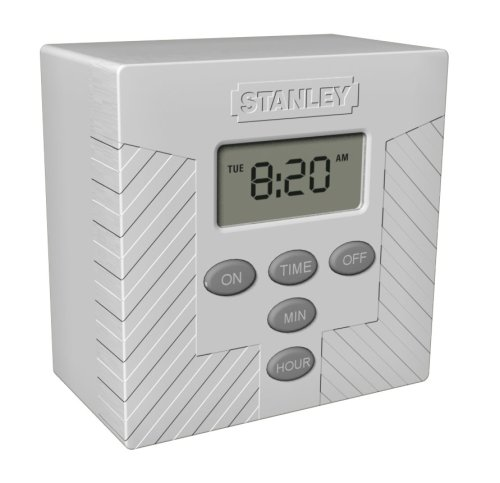 STANLEY
TUE 8:20 AM
ON TIME OFF
MIN
HOUR